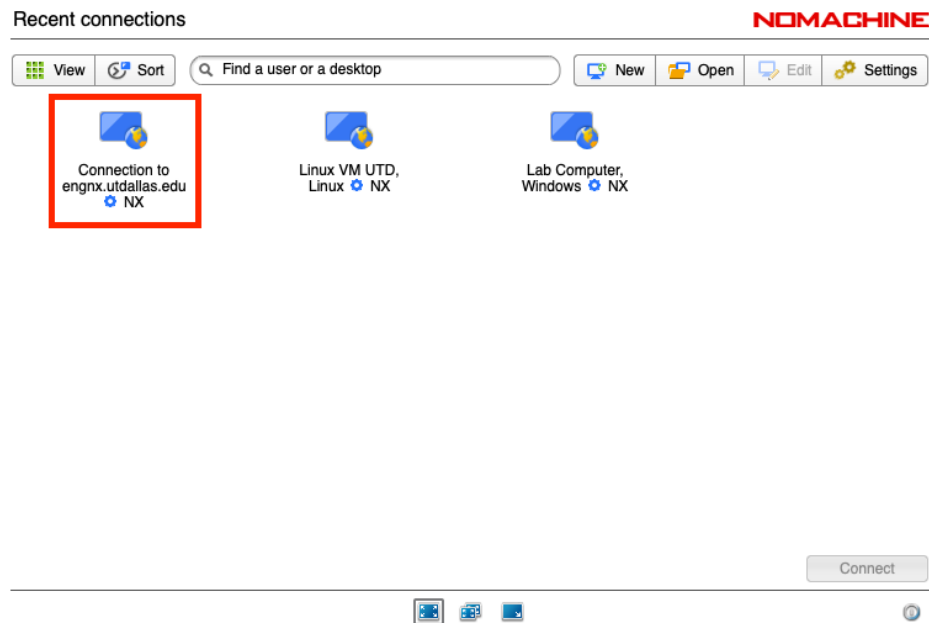 Recent connections
NOMACHINE
View
Sort
Find a user or a desktop
New
Open
Edit
Settings
Connection to
engnx.utdallas.edu
NX
Linux VM UTD,
Linux NX
Lab Computer,
Windows NX
Connect